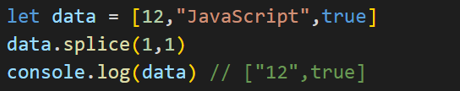 let data = [12,"JavaScript",true]
data.splice(1,1)
console.log(data) // ["12",true]